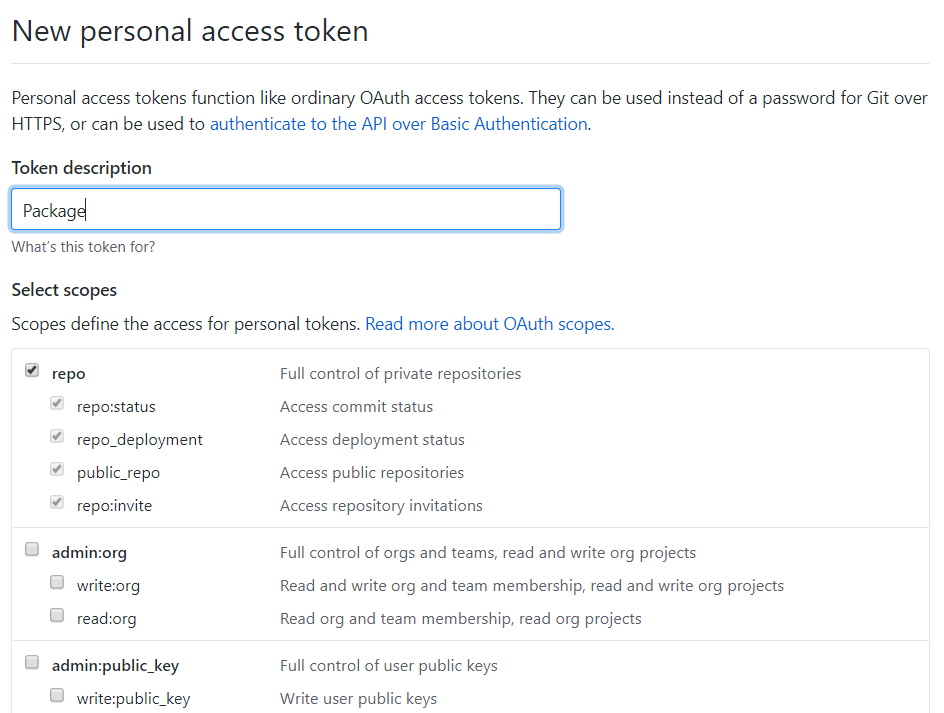 New personal access token
Personal access tokens function like ordinary OAuth access tokens. They can be used instead of a password for Git over
HTTPS, or can be used to authenticate to the API over Basic Authentication.
Token description
Package
What's this token for?
Select scopes
Scopes define the access for personal tokens. Read more about OAuth scopes.
repo Full control of private repositories
repo:status Access commit status
repo_deployment Access deployment status
public_repo Access public repositories
repo:invite Access repository invitations
admin:org Full control of orgs and teams, read and write org projects
write:org Read and write org and team membership, read and write org projects
read:org Read org and team membership, read org projects
admin:public_key Full control of user public keys
write:public_key Write user public keys